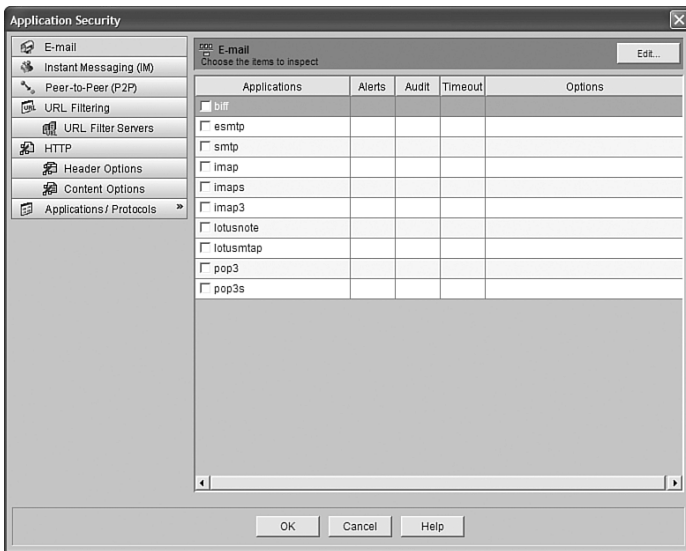 Application Security
E-mail
Instant Messaging (IM)
Peer-to-Peer (P2P)
URL Filtering
URL Filter Servers
HTTP
Header Options
Content Options
Applications / Protocols »
E-mail
Choose the items to inspect
Edit...
Applications Alerts Audit Timeout Options
biff
esmtp
smtp
imap
imaps
imap3
lotusnote
lotusmtap
pop3
pop3s
OK Cancel Help